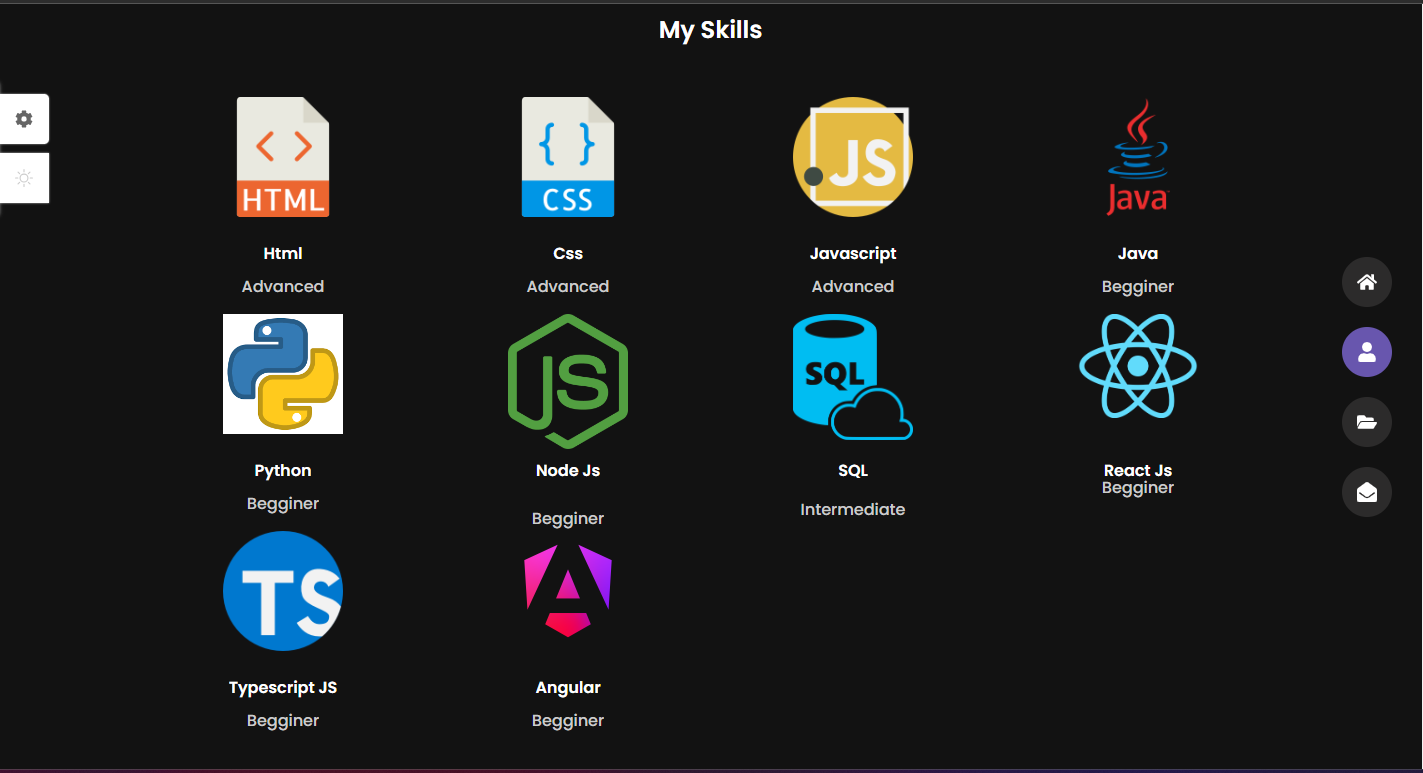 My Skills
HTML
CSS
JS
Java
Html
Css
Javascript
Java
Advanced
Advanced
Advanced
Begginer
JS
SQL
Python
Node Js
SQL
React Js
Begginer
Begginer
Intermediate
Begginer
TS
Typescript JS
Angular
Begginer
Begginer